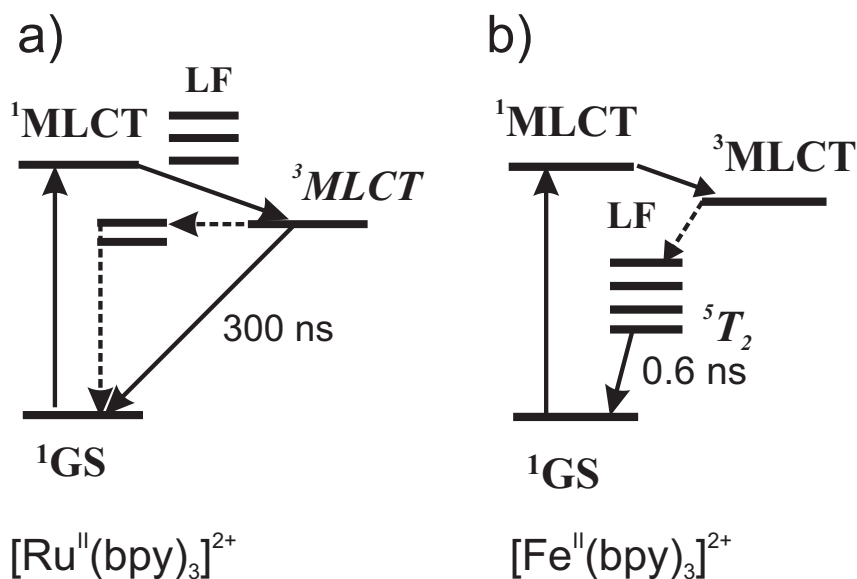 a)
LF
¹MLCT
³MLCT
300 ns
¹GS
[Ruᴵᴵ(bpy)₃]²⁺
b)
¹MLCT
³MLCT
LF
⁵T₂
0.6 ns
¹GS
[Feᴵᴵ(bpy)₃]²⁺